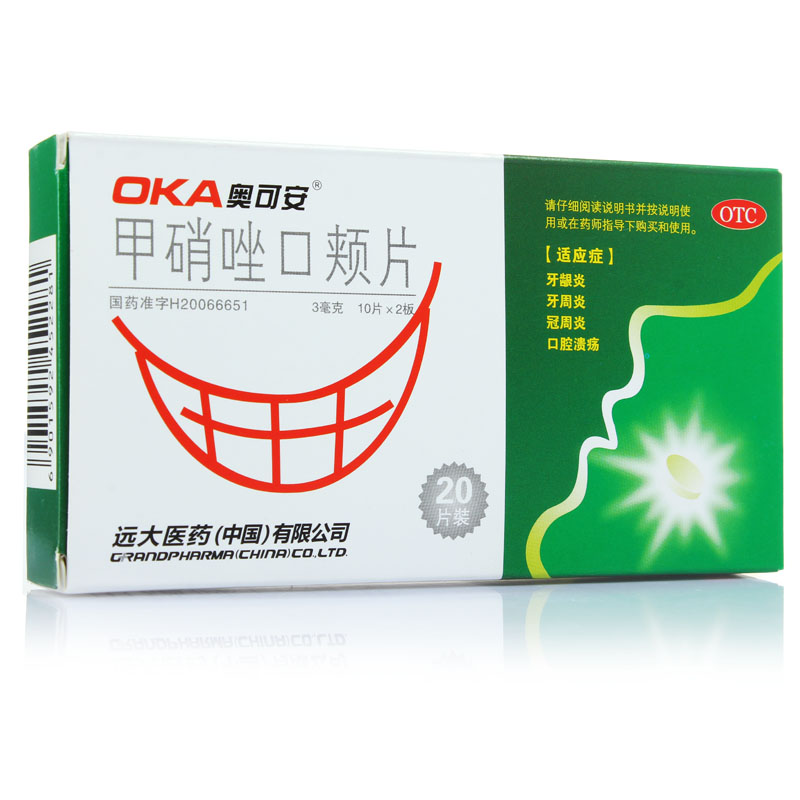 OKA奥可安®
甲硝唑口颊片
国药准字H20066651 3毫克 10片×2板
20
片装
远大医药(中国)有限公司
GRANDPHARMA(CHINA)CO.,LTD.
请仔细阅读说明书并按说明使
用或在药师指导下购买和使用。
OTC
【适应症】
牙龈炎
牙周炎
冠周炎
口腔溃疡
6901592452281